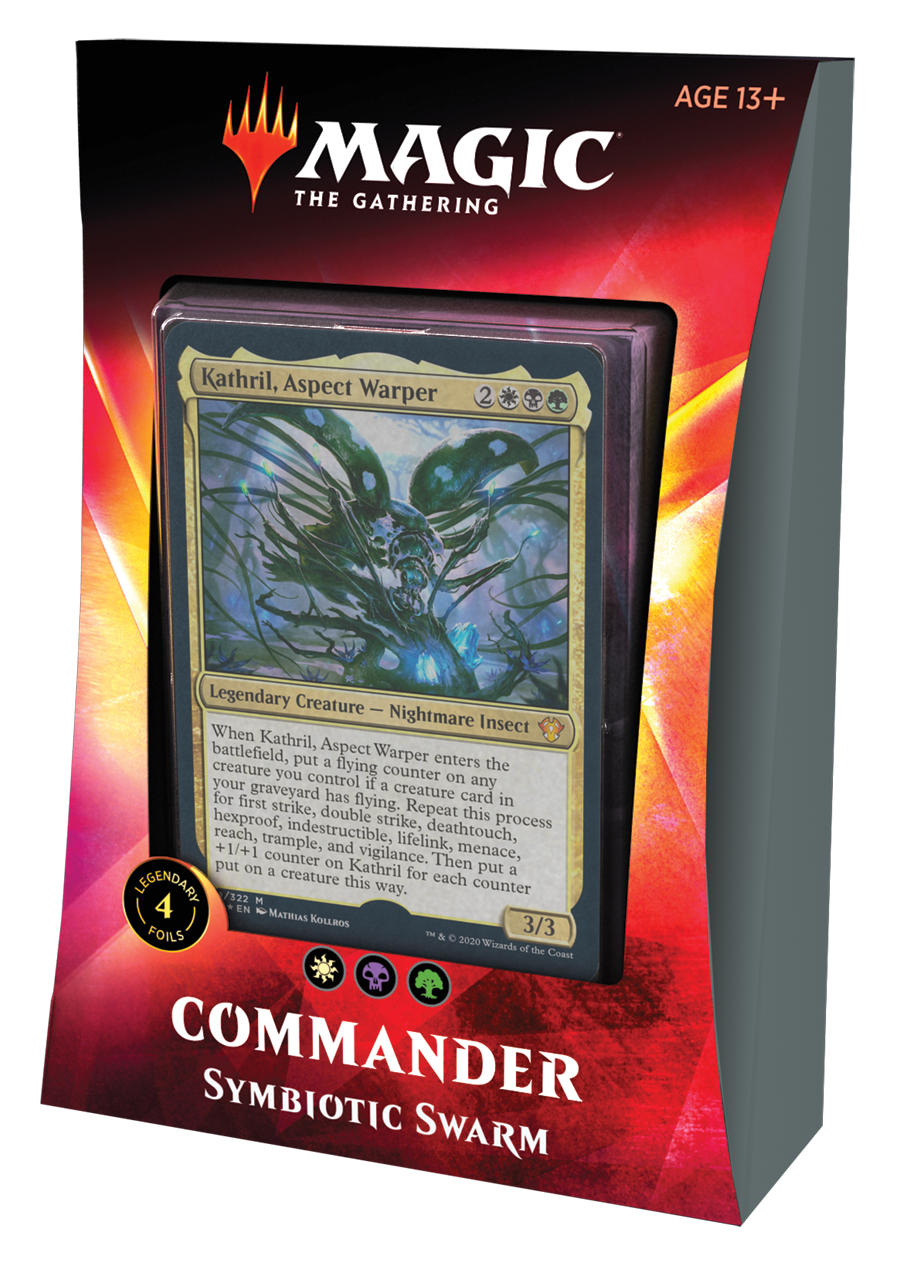 AGE 13+
MAGIC
THE GATHERING
Kathril, Aspect Warper
2
Legendary Creature — Nightmare Insect
When Kathril, Aspect Warper enters the
battlefield, put a flying counter on any
creature you control if a creature card in
your graveyard has flying. Repeat this process
for first strike, double strike, deathtouch,
hexproof, indestructible, lifelink, menace,
reach, trample, and vigilance. Then put a
+1/+1 counter on Kathril for each counter
put on a creature this way.
3/3
/322 M
EN Mathias Kollros
™ & © 2020 Wizards of the Coast
LEGENDARY
4
FOILS
COMMANDER
SYMBIOTIC SWARM